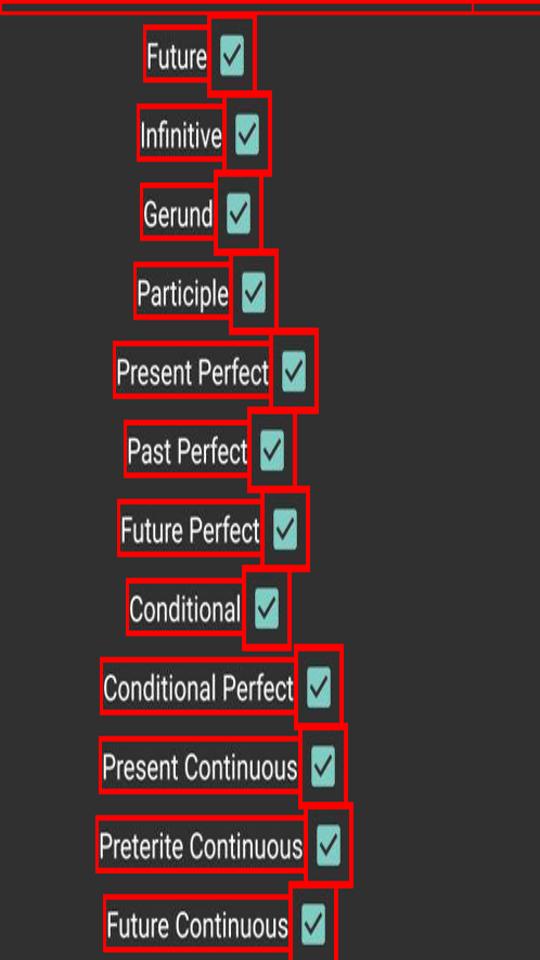 Future
Infinitive
Gerund
Participle
Present Perfect
Past Perfect
Future Perfect
Conditional
Conditional Perfect
Present Continuous
Preterite Continuous
Future Continuous